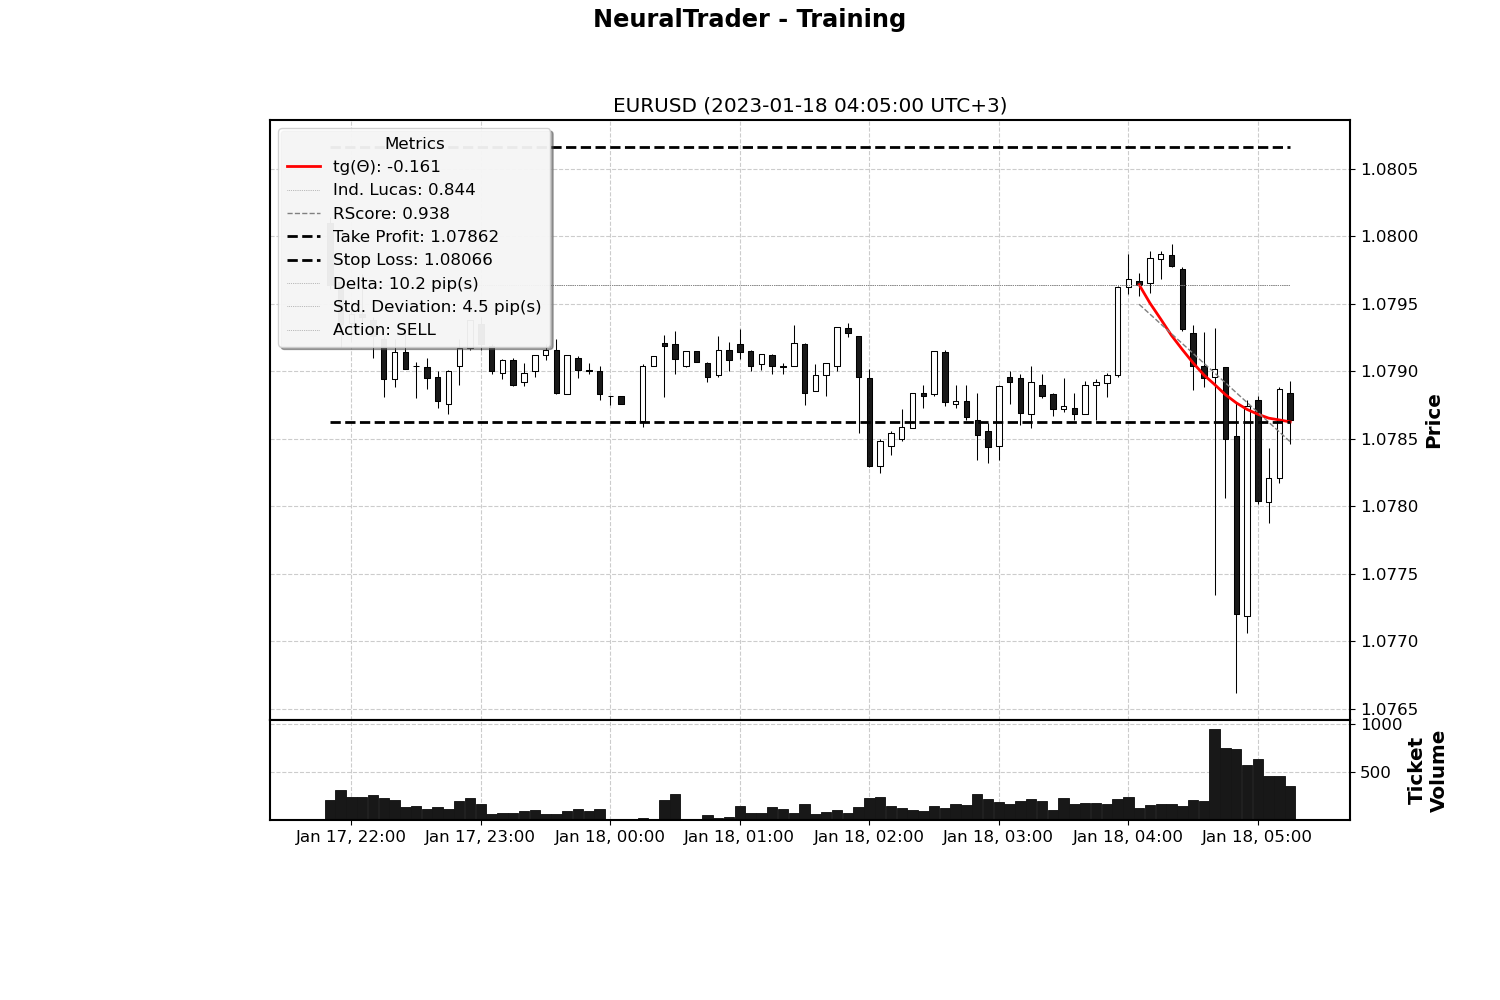 NeuralTrader - Training
EURUSD (2023-01-18 04:05:00 UTC+3)
Metrics
tg(Θ): -0.161
Ind. Lucas: 0.844
RScore: 0.938
Take Profit: 1.07862
Stop Loss: 1.08066
Delta: 10.2 pip(s)
Std. Deviation: 4.5 pip(s)
Action: SELL
1.0805
1.0800
1.0795
1.0790
1.0785
1.0780
1.0775
1.0770
1.0765
Price
1000
500
Ticket
Volume
Jan 17, 22:00
Jan 17, 23:00
Jan 18, 00:00
Jan 18, 01:00
Jan 18, 02:00
Jan 18, 03:00
Jan 18, 04:00
Jan 18, 05:00